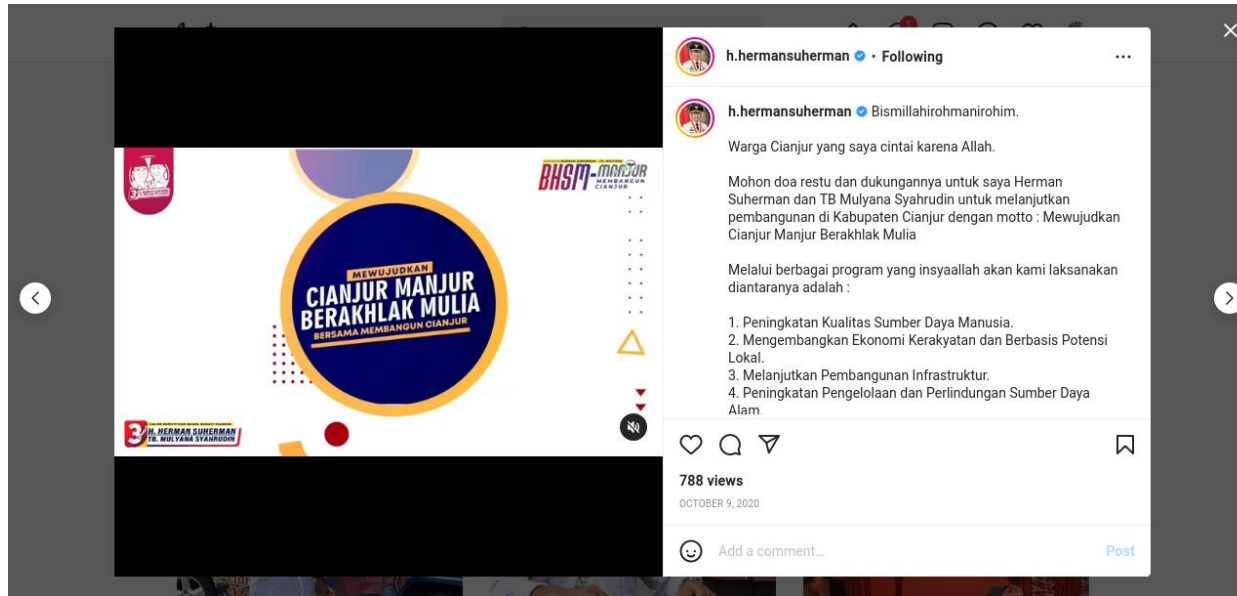 BHSM-MANJUR
MEMBANGUN
CIANJUR
MEWUJUDKAN
CIANJUR MANJUR
BERAKHLAK MULIA
BERSAMA MEMBANGUN CIANJUR
3
H. HERMAN SUHERMAN
TB. MULYANA SYAHRUDIN
h.hermansuherman • Following
h.hermansuherman Bismillahirohmanirohim.
Warga Cianjur yang saya cintai karena Allah.
Mohon doa restu dan dukungannya untuk saya Herman
Suherman dan TB Mulyana Syahrudin untuk melanjutkan
pembangunan di Kabupaten Cianjur dengan motto : Mewujudkan
Cianjur Manjur Berakhlak Mulia
Melalui berbagai program yang insyaallah akan kami laksanakan
diantaranya adalah :
1. Peningkatan Kualitas Sumber Daya Manusia.
2. Mengembangkan Ekonomi Kerakyatan dan Berbasis Potensi
Lokal.
3. Melanjutkan Pembangunan Infrastruktur.
4. Peningkatan Pengelolaan dan Perlindungan Sumber Daya
Alam.
788 views
OCTOBER 9, 2020
Add a comment...
Post